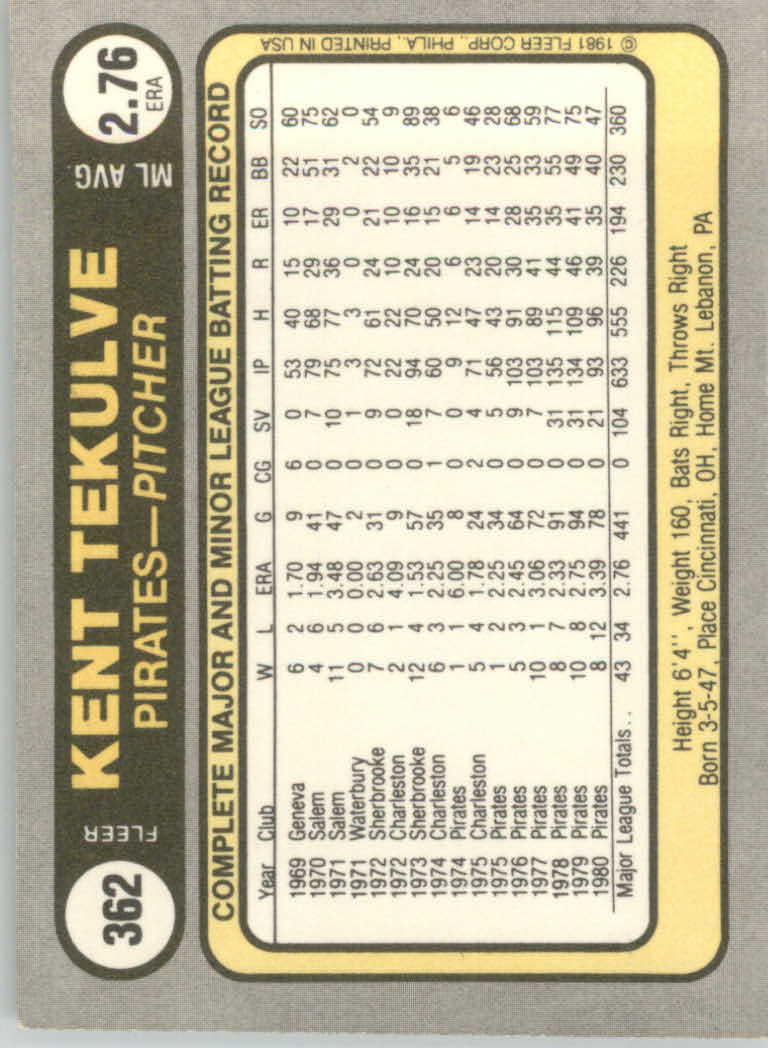 362
FLEER
KENT TEKULVE
PIRATES—PITCHER
ML AVG.
2.76
ERA
COMPLETE MAJOR AND MINOR LEAGUE BATTING RECORD
Year Club W L ERA G CG SV IP H R ER BB SO
1969 Geneva 6 2 1.70 9 6 0 53 40 15 10 22 60
1970 Salem 4 6 1.94 41 0 7 79 68 29 17 51 75
1971 Salem 11 5 3.48 47 0 10 75 77 36 29 31 62
1971 Waterbury 0 0 0.00 2 0 1 3 3 0 0 2 0
1972 Sherbrooke 7 6 2.63 31 0 9 72 61 24 21 22 54
1972 Charleston 2 1 4.09 9 0 0 22 22 10 10 10 9
1973 Sherbrooke 12 4 1.53 57 0 18 94 70 24 16 35 89
1974 Charleston 6 3 2.25 35 1 7 60 50 20 15 21 38
1974 Pirates 1 1 6.00 8 0 0 9 12 6 6 5 6
1975 Charleston 5 4 1.78 24 2 4 71 47 23 14 19 46
1975 Pirates 1 2 2.25 34 0 5 56 43 20 14 23 28
1976 Pirates 5 3 2.45 64 0 9 103 91 30 28 25 68
1977 Pirates 10 1 3.06 72 0 7 103 89 41 35 33 59
1978 Pirates 8 7 2.33 91 0 31 135 115 44 35 55 77
1979 Pirates 10 8 2.75 94 0 31 134 109 46 41 49 75
1980 Pirates 8 12 3.39 78 0 21 93 96 39 35 40 47
Major League Totals .. 43 34 2.76 441 0 104 633 555 226 194 230 360
Height 6'4'', Weight 160, Bats Right, Throws Right
Born 3-5-47, Place Cincinnati, OH, Home Mt. Lebanon, PA
© 1981 FLEER CORP., PHILA., PRINTED IN USA